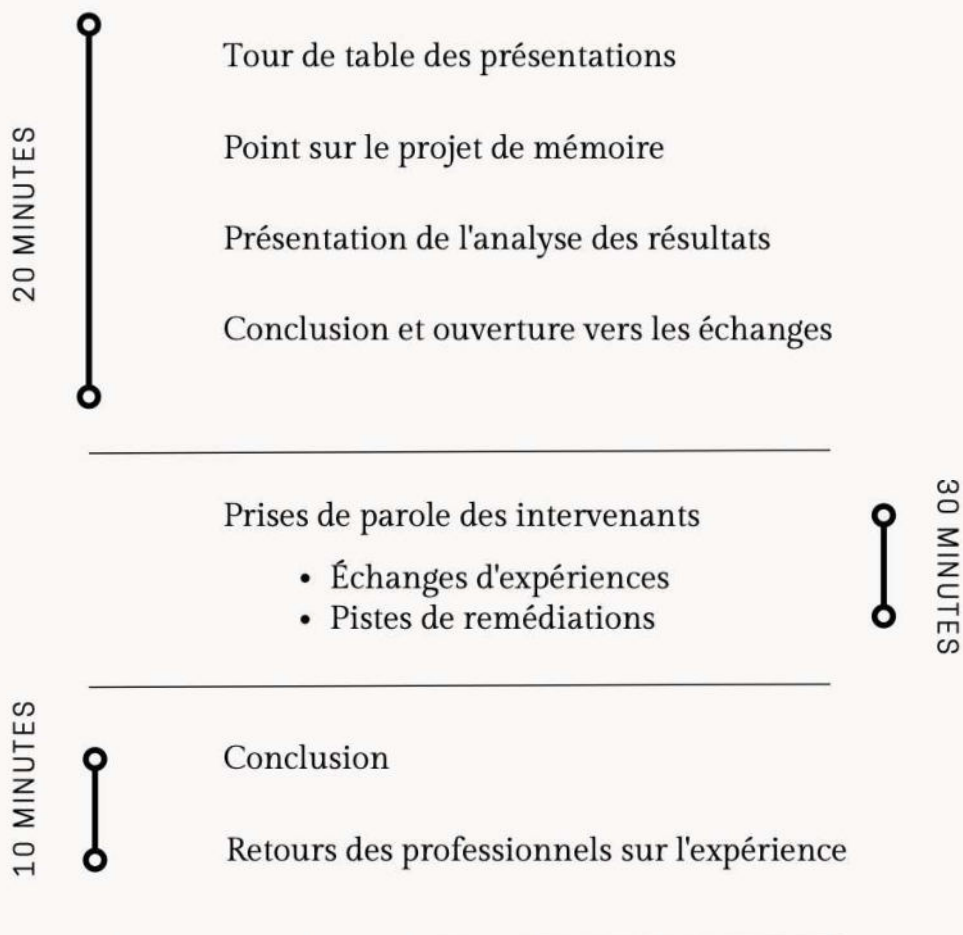 20 MINUTES
Tour de table des présentations
Point sur le projet de mémoire
Présentation de l'analyse des résultats
Conclusion et ouverture vers les échanges
Prises de parole des intervenants
• Échanges d'expériences
• Pistes de remédiations
30 MINUTES
10 MINUTES
Conclusion
Retours des professionnels sur l'expérience